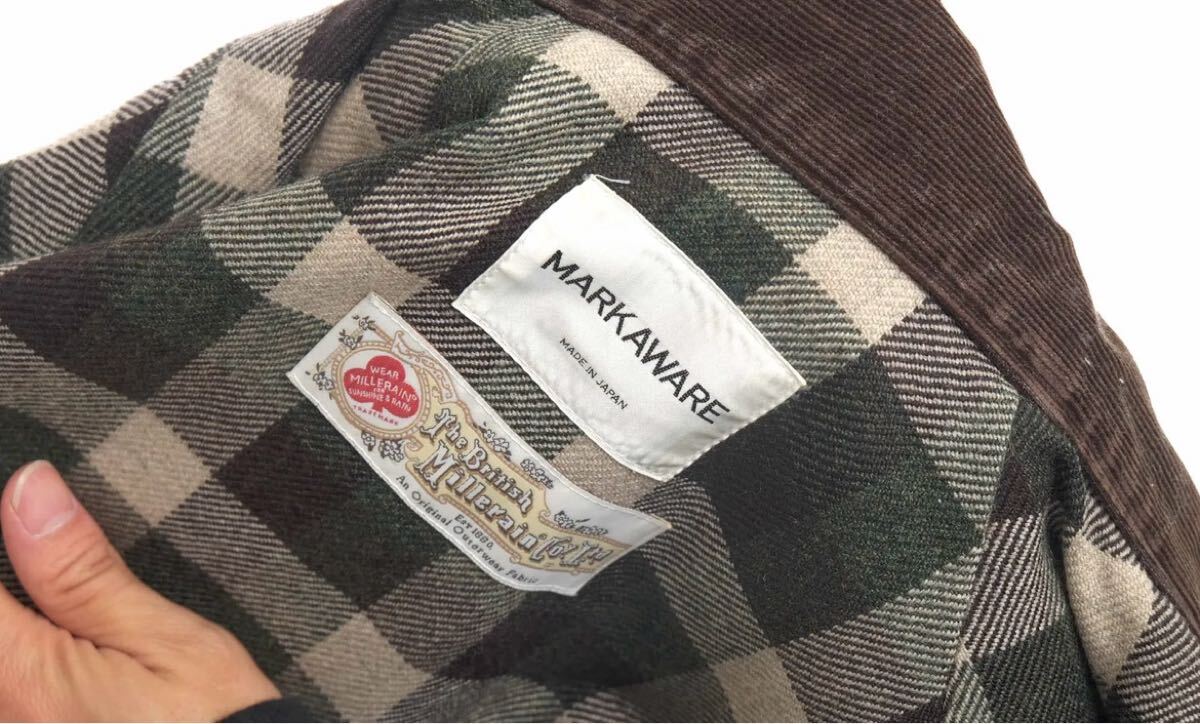 MARKAWARE
MADE IN JAPAN
WEAR
MILLERAIN®
FOR
SUNSHINE & RAIN
TRADEMARK
The British
Millerain Co. Ltd
EST 1880
An Original Outerwear Fabric